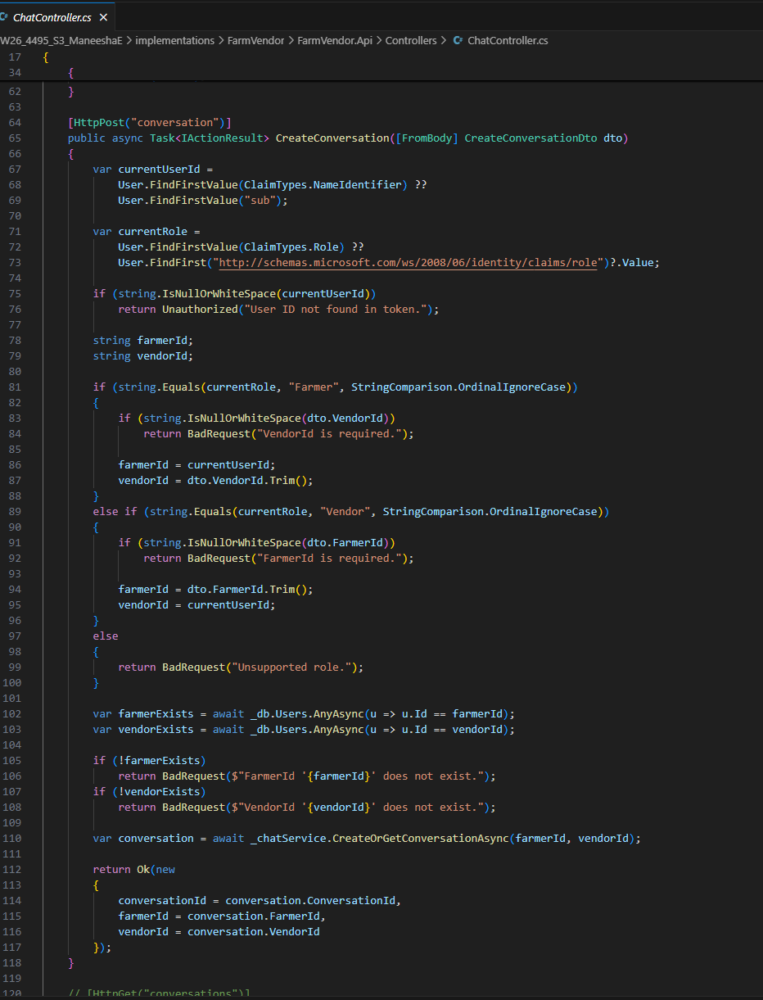 ChatController.cs
W26_4495_S3_ManeeshaE > implementations > FarmVendor > FarmVendor.Api > Controllers > ChatController.cs
17 {
34     {
62     }
63
64     [HttpPost("conversation")]
65     public async Task<IActionResult> CreateConversation([FromBody] CreateConversationDto dto)
66     {
67         var currentUserId =
68             User.FindFirstValue(ClaimTypes.NameIdentifier) ??
69             User.FindFirstValue("sub");
70
71         var currentRole =
72             User.FindFirstValue(ClaimTypes.Role) ??
73             User.FindFirst("http://schemas.microsoft.com/ws/2008/06/identity/claims/role")?.Value;
74
75         if (string.IsNullOrWhiteSpace(currentUserId))
76             return Unauthorized("User ID not found in token.");
77
78         string farmerId;
79         string vendorId;
80
81         if (string.Equals(currentRole, "Farmer", StringComparison.OrdinalIgnoreCase))
82         {
83             if (string.IsNullOrWhiteSpace(dto.VendorId))
84                 return BadRequest("VendorId is required.");
85
86             farmerId = currentUserId;
87             vendorId = dto.VendorId.Trim();
88         }
89         else if (string.Equals(currentRole, "Vendor", StringComparison.OrdinalIgnoreCase))
90         {
91             if (string.IsNullOrWhiteSpace(dto.FarmerId))
92                 return BadRequest("FarmerId is required.");
93
94             farmerId = dto.FarmerId.Trim();
95             vendorId = currentUserId;
96         }
97         else
98         {
99             return BadRequest("Unsupported role.");
100         }
101
102         var farmerExists = await _db.Users.AnyAsync(u => u.Id == farmerId);
103         var vendorExists = await _db.Users.AnyAsync(u => u.Id == vendorId);
104
105         if (!farmerExists)
106             return BadRequest($"FarmerId '{farmerId}' does not exist.");
107         if (!vendorExists)
108             return BadRequest($"VendorId '{vendorId}' does not exist.");
109
110         var conversation = await _chatService.CreateOrGetConversationAsync(farmerId, vendorId);
111
112         return Ok(new
113         {
114             conversationId = conversation.ConversationId,
115             farmerId = conversation.FarmerId,
116             vendorId = conversation.VendorId
117         });
118     }
119
120     // [HttpGet("conversations")]